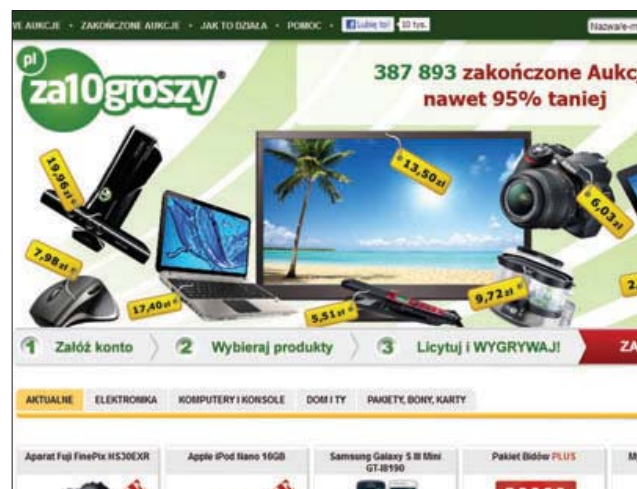 VE AUKCJE • ZAKOŃCZONE AUKCJE • JAK TO DZIAŁA • POMOC • Lubię to! 10 tys. Nazwa/e-m
pl
za10groszy®
387 893 zakończone Aukc
nawet 95% taniej
19,96 zł
13,50 zł
6,03 zł
7,98 zł
17,40 zł
5,51 zł
9,72 zł
2
1 Załóż konto 2 Wybieraj produkty 3 Licytuj i WYGRYWAJ! ZA
AKTUALNE ELEKTRONIKA KOMPUTERY I KONSOLE DOM I TY PAKIETY, BONY, KARTY
Aparat Fuji FinePix HS30EXR Apple iPod Nano 16GB Samsung Galaxy S III Mini Pakiet Bidów PLUS M
GT-I8190